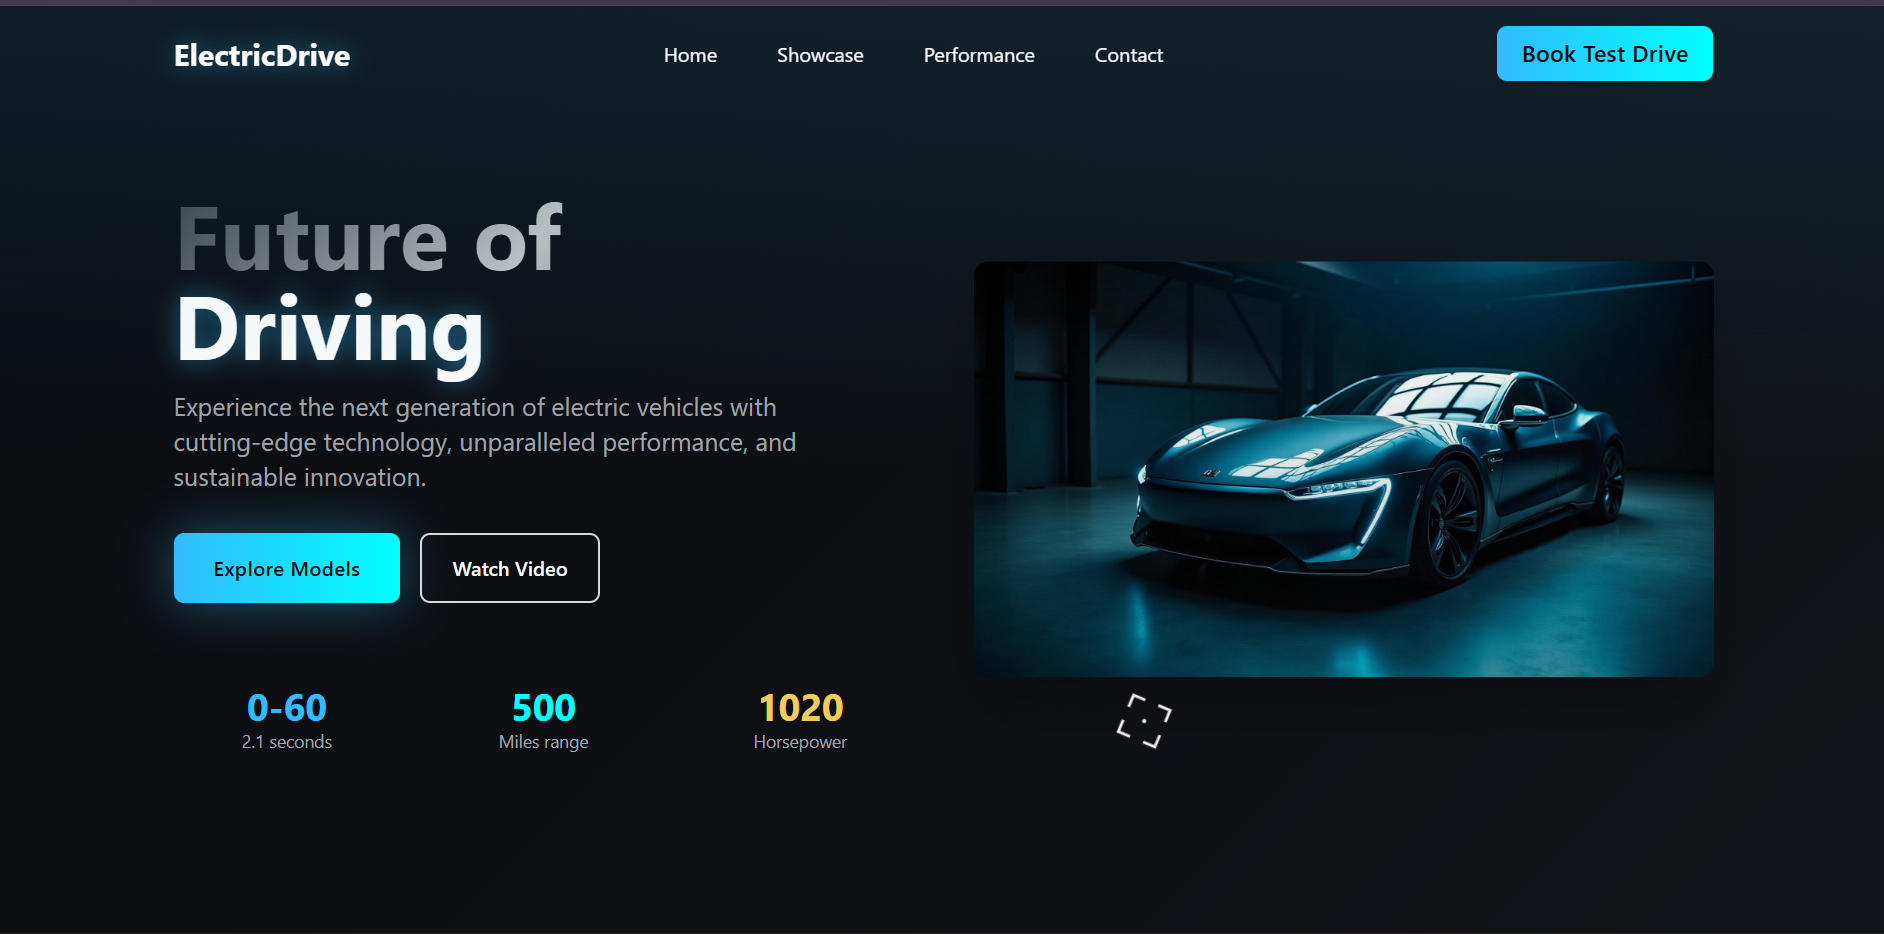 ElectricDrive
Home
Showcase
Performance
Contact
Book Test Drive
Future of
Driving
Experience the next generation of electric vehicles with
cutting-edge technology, unparalleled performance, and
sustainable innovation.
Explore Models
Watch Video
0-60
2.1 seconds
500
Miles range
1020
Horsepower